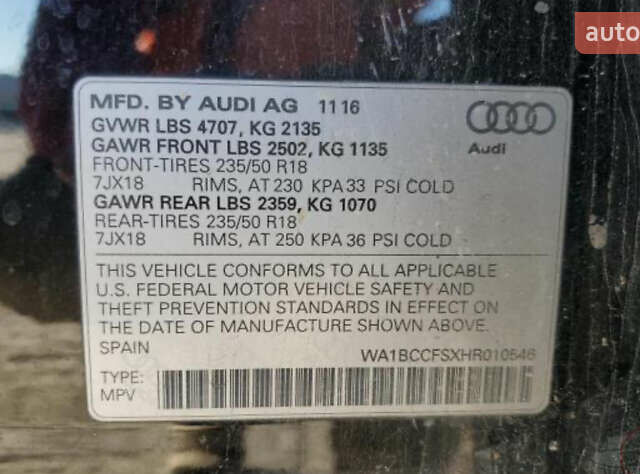 auto
MFD. BY AUDI AG 11 16
GVWR LBS 4707, KG 2135
GAWR FRONT LBS 2502, KG 1135
Audi
FRONT-TIRES 235/50 R18
7JX18 RIMS, AT 230 KPA 33 PSI COLD
GAWR REAR LBS 2359, KG 1070
REAR-TIRES 235/50 R18
7JX18 RIMS, AT 250 KPA 36 PSI COLD
THIS VEHICLE CONFORMS TO ALL APPLICABLE
U.S. FEDERAL MOTOR VEHICLE SAFETY AND
THEFT PREVENTION STANDARDS IN EFFECT ON
THE DATE OF MANUFACTURE SHOWN ABOVE.
SPAIN WA1BCCFSXHR010546
TYPE:
MPV